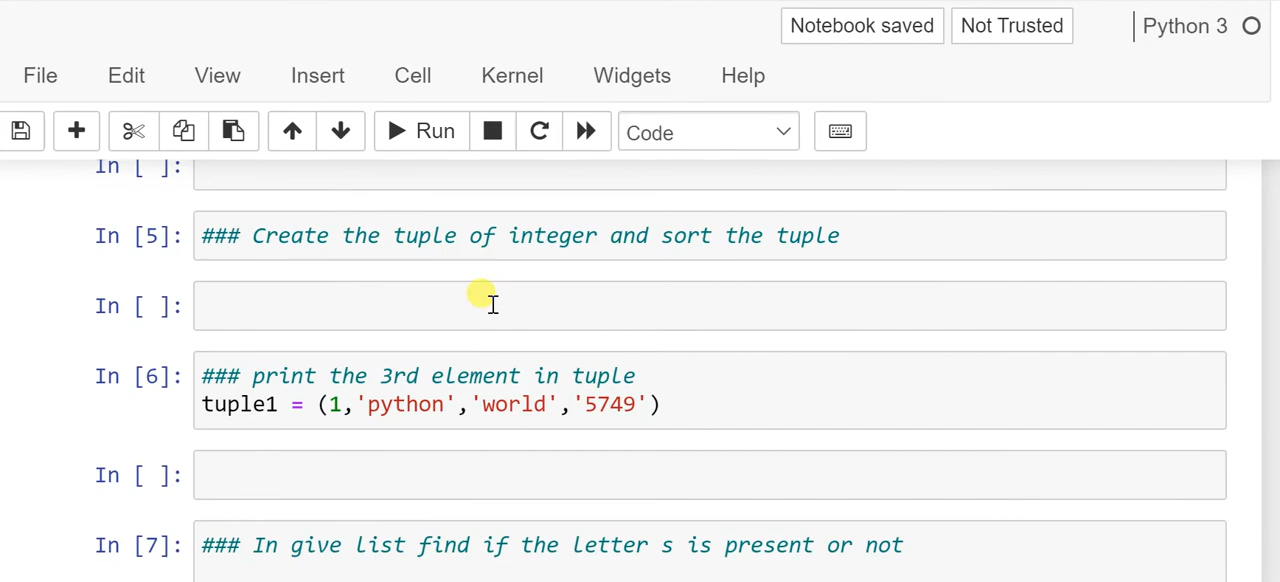 Notebook saved Not Trusted Python 3
File Edit View Insert Cell Kernel Widgets Help
Run Code
In [ ]:
In [5]: ### Create the tuple of integer and sort the tuple
In [ ]:
In [6]: ### print the 3rd element in tuple
tuple1 = (1,'python','world','5749')
In [ ]:
In [7]: ### In give list find if the letter s is present or not